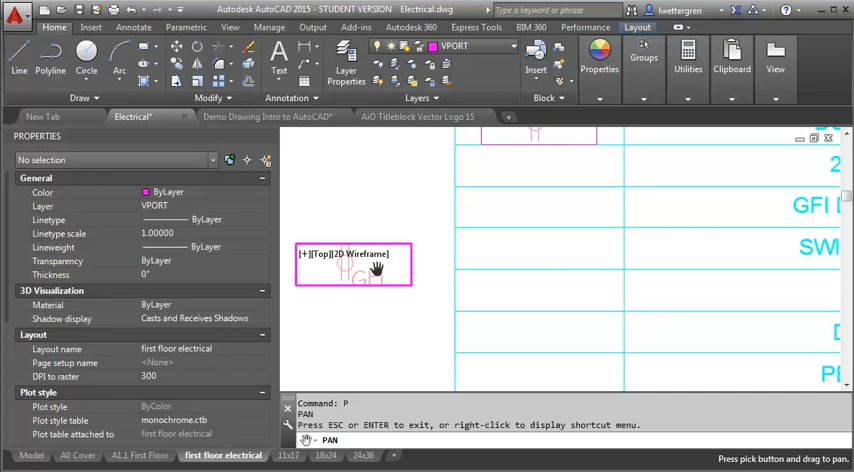 Autodesk AutoCAD 2015 - STUDENT VERSION Electrical.dwg
Type a keyword or phrase
lwettergren
Home Insert Annotate Parametric View Manage Output Add-ins Autodesk 360 Express Tools BIM 360 Performance Layout
Line Polyline Circle Arc Text Layer Properties VPORT Insert Properties Groups Utilities Clipboard View
Draw Modify Annotation Layers Block
New Tab Electrical* Demo Drawing Intro to AutoCAD* AiO Titleblock Vector Logo 15
PROPERTIES
No selection
General
Color ByLayer
Layer VPORT
Linetype ByLayer
Linetype scale 1.00000
Lineweight ByLayer
Transparency ByLayer
Thickness 0"
3D Visualization
Material ByLayer
Shadow display Casts and Receives Shadows
Layout
Layout name first floor electrical
Page setup name <None>
DPI to raster 300
Plot style
Plot style ByColor
Plot style table monochrome.ctb
Plot table attached to first floor electrical
[+][Top][2D Wireframe]
GFI
2
GFI D
SWI
D
PE
Command: P
PAN
Press ESC or ENTER to exit, or right-click to display shortcut menu.
PAN
Model A0 Cover A1.1 First Floor first floor electrical 11x17 18x24 24x36
Press pick button and drag to pan.